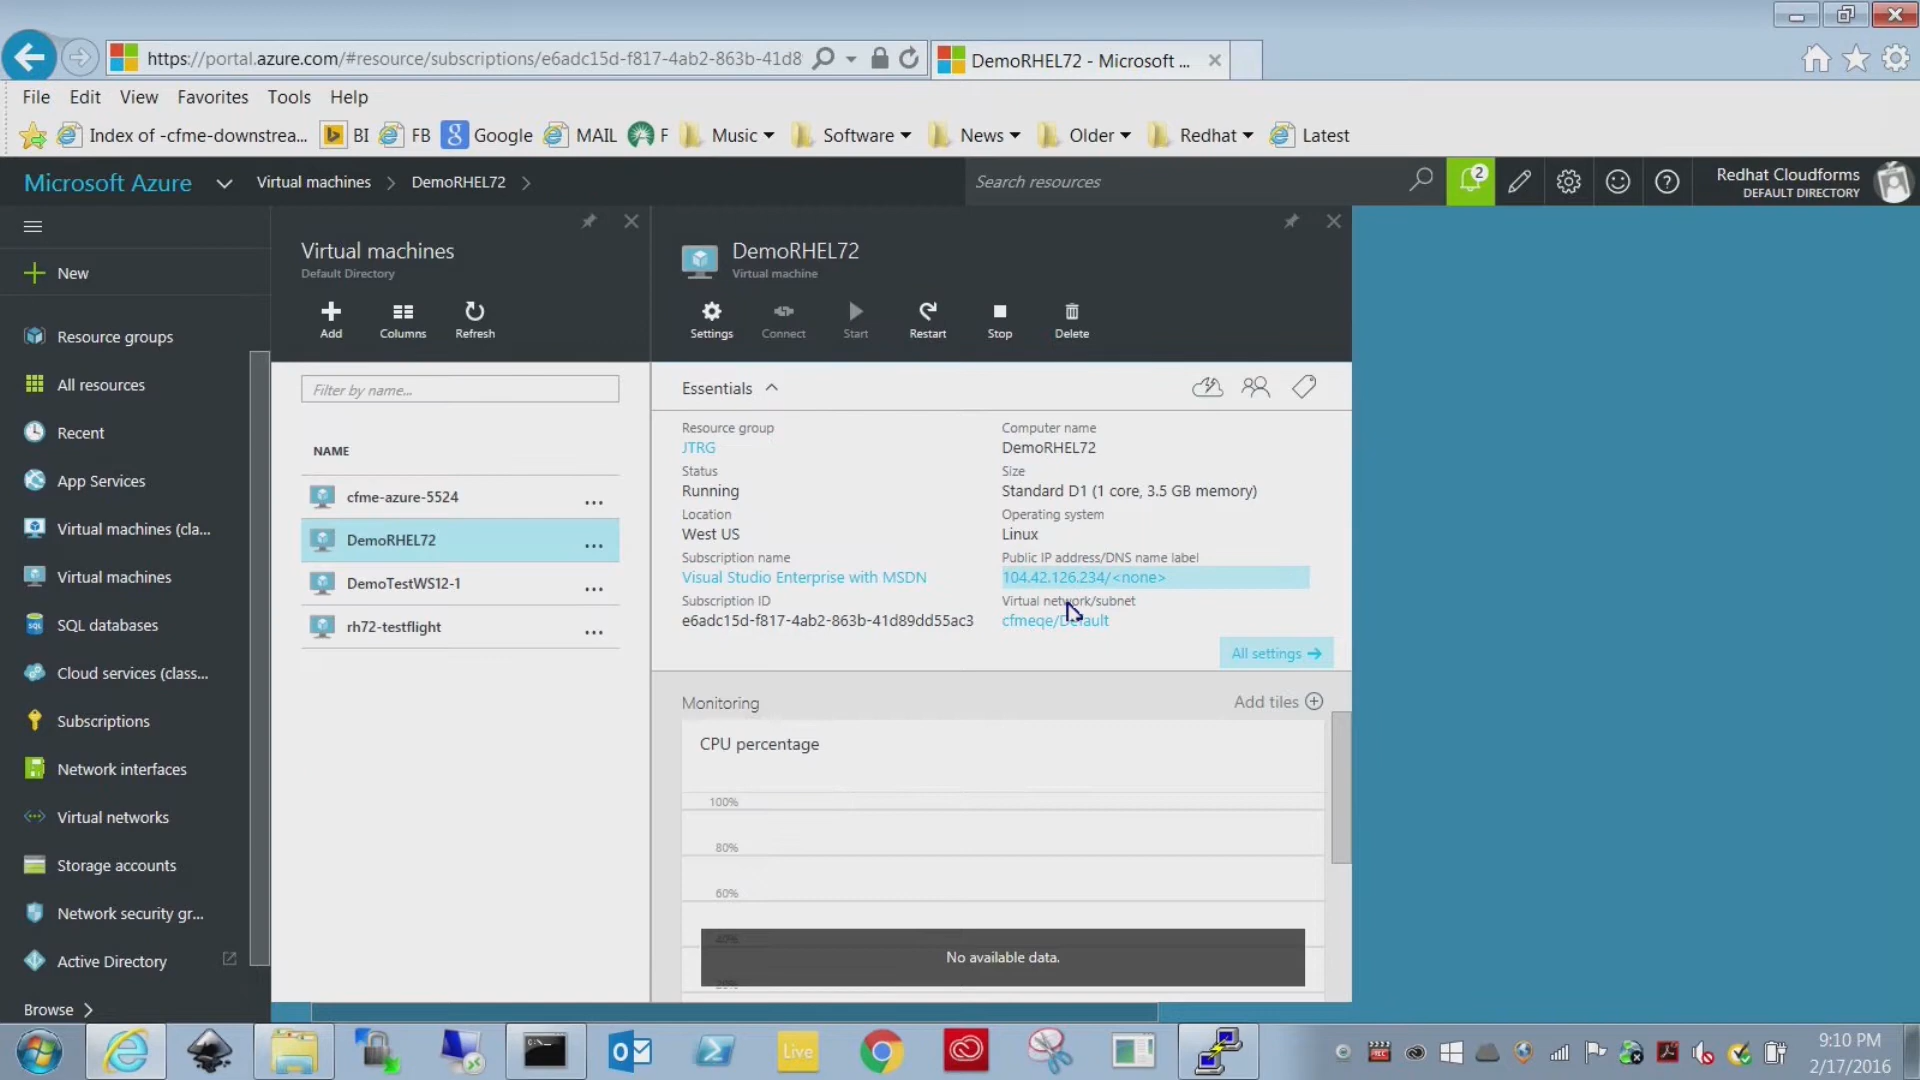 https://portal.azure.com/#resource/subscriptions/e6adc15d-f817-4ab2-863b-41d8
DemoRHEL72 - Microsoft ...
File Edit View Favorites Tools Help
Index of -cfme-downstrea... BI FB Google MAIL F Music Software News Older Redhat Latest
Microsoft Azure Virtual machines DemoRHEL72 Search resources 2 Redhat Cloudforms
DEFAULT DIRECTORY
New
Resource groups
All resources
Recent
App Services
Virtual machines (cla...
Virtual machines
SQL databases
Cloud services (class...
Subscriptions
Network interfaces
Virtual networks
Storage accounts
Network security gr...
Active Directory
Browse
Virtual machines
Default Directory
Add Columns Refresh
Filter by name...
NAME
cfme-azure-5524 ...
DemoRHEL72 ...
DemoTestWS12-1 ...
rh72-testflight ...
DemoRHEL72
Virtual machine
Settings Connect Start Restart Stop Delete
Essentials
Resource group
JTRG
Status
Running
Location
West US
Subscription name
Visual Studio Enterprise with MSDN
Subscription ID
e6adc15d-f817-4ab2-863b-41d89dd55ac3
Computer name
DemoRHEL72
Size
Standard D1 (1 core, 3.5 GB memory)
Operating system
Linux
Public IP address/DNS name label
104.42.126.234/<none>
Virtual network/subnet
cfmeqe/Default
All settings
Monitoring Add tiles
CPU percentage
100%
80%
60%
40%
No available data.
Live
9:10 PM
2/17/2016